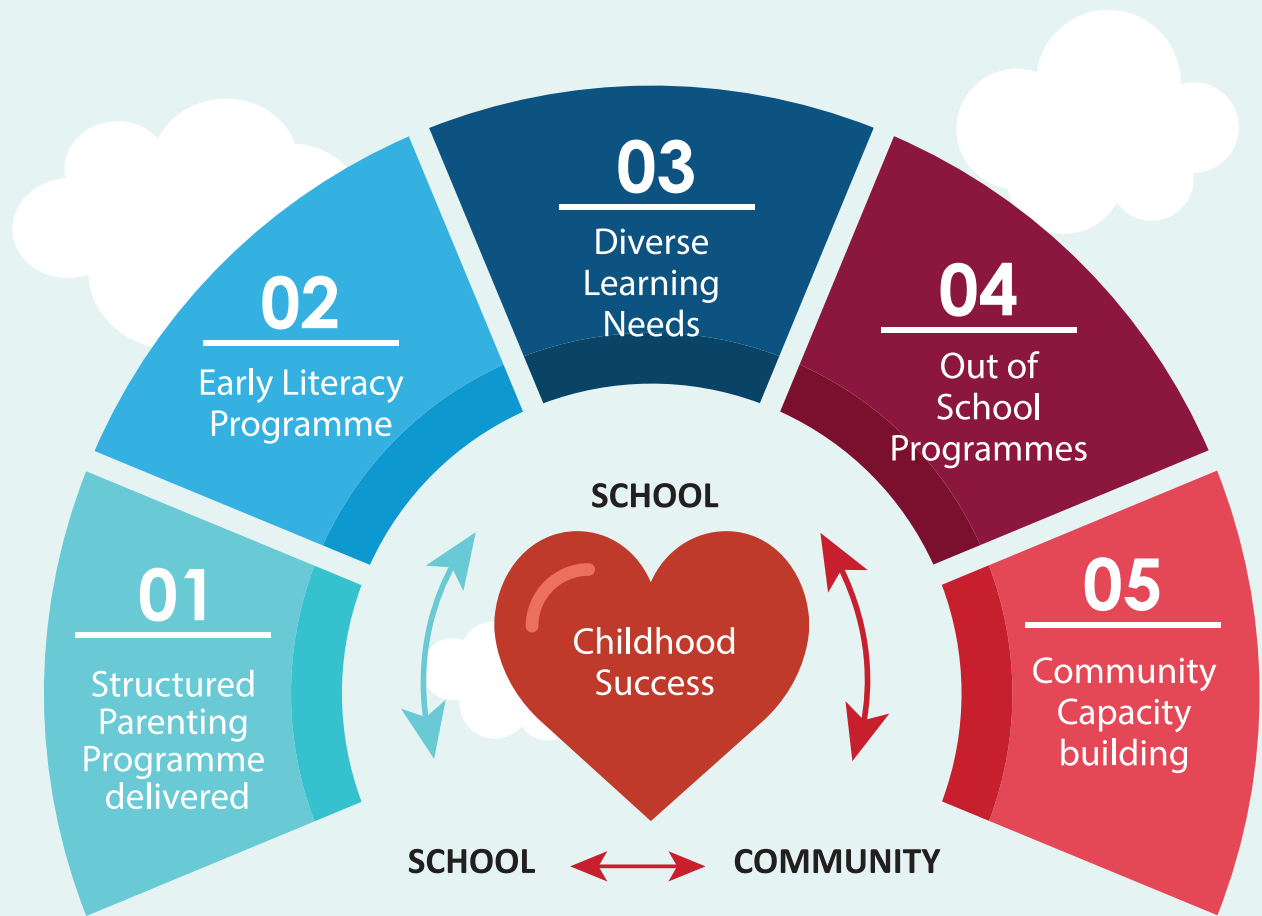 01
Structured
Parenting
Programme
delivered
02
Early Literacy
Programme
03
Diverse
Learning
Needs
04
Out of
School
Programmes
05
Community
Capacity
building
SCHOOL
Childhood
Success
SCHOOL
COMMUNITY